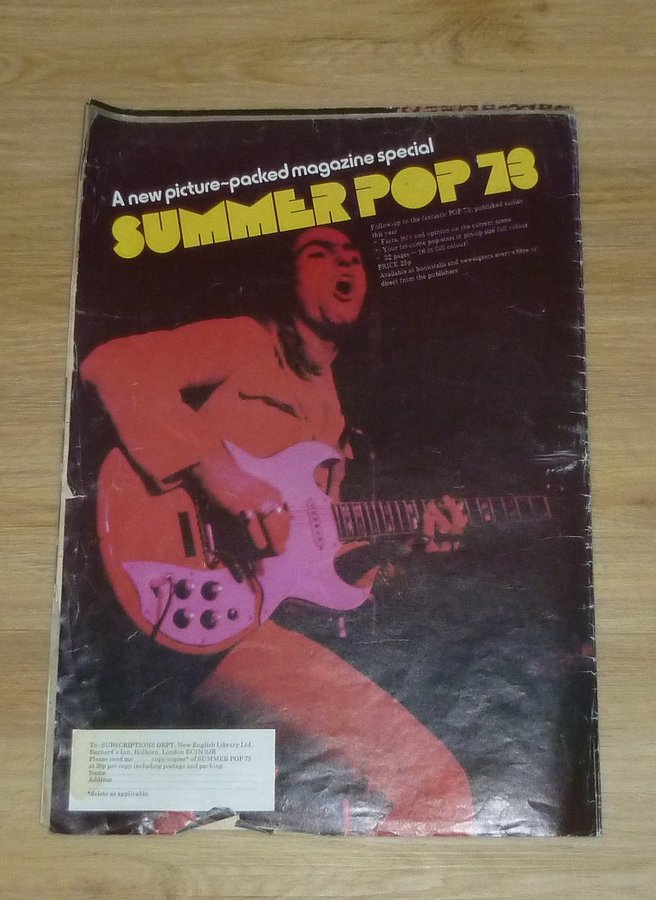 A new picture-packed magazine special
SUMMER POP 73
Follow-up to the fantastic POP 73, published earlier
this year
* Facts, info and opinion on the current scene
* Your favourite pop-stars in pin-up size full colour
* 32 pages — 16 in full colour!
PRICE 25p
Available at bookstalls and newsagents everywhere or
direct from the publishers
To: SUBSCRIPTIONS DEPT. New English Library Ltd.
Barnard's Inn, Holborn, London EC1N 2JR
Please send me ........ copy/copies* of SUMMER POP 73
at 30p per copy including postage and packing
Name
Address
*delete as applicable